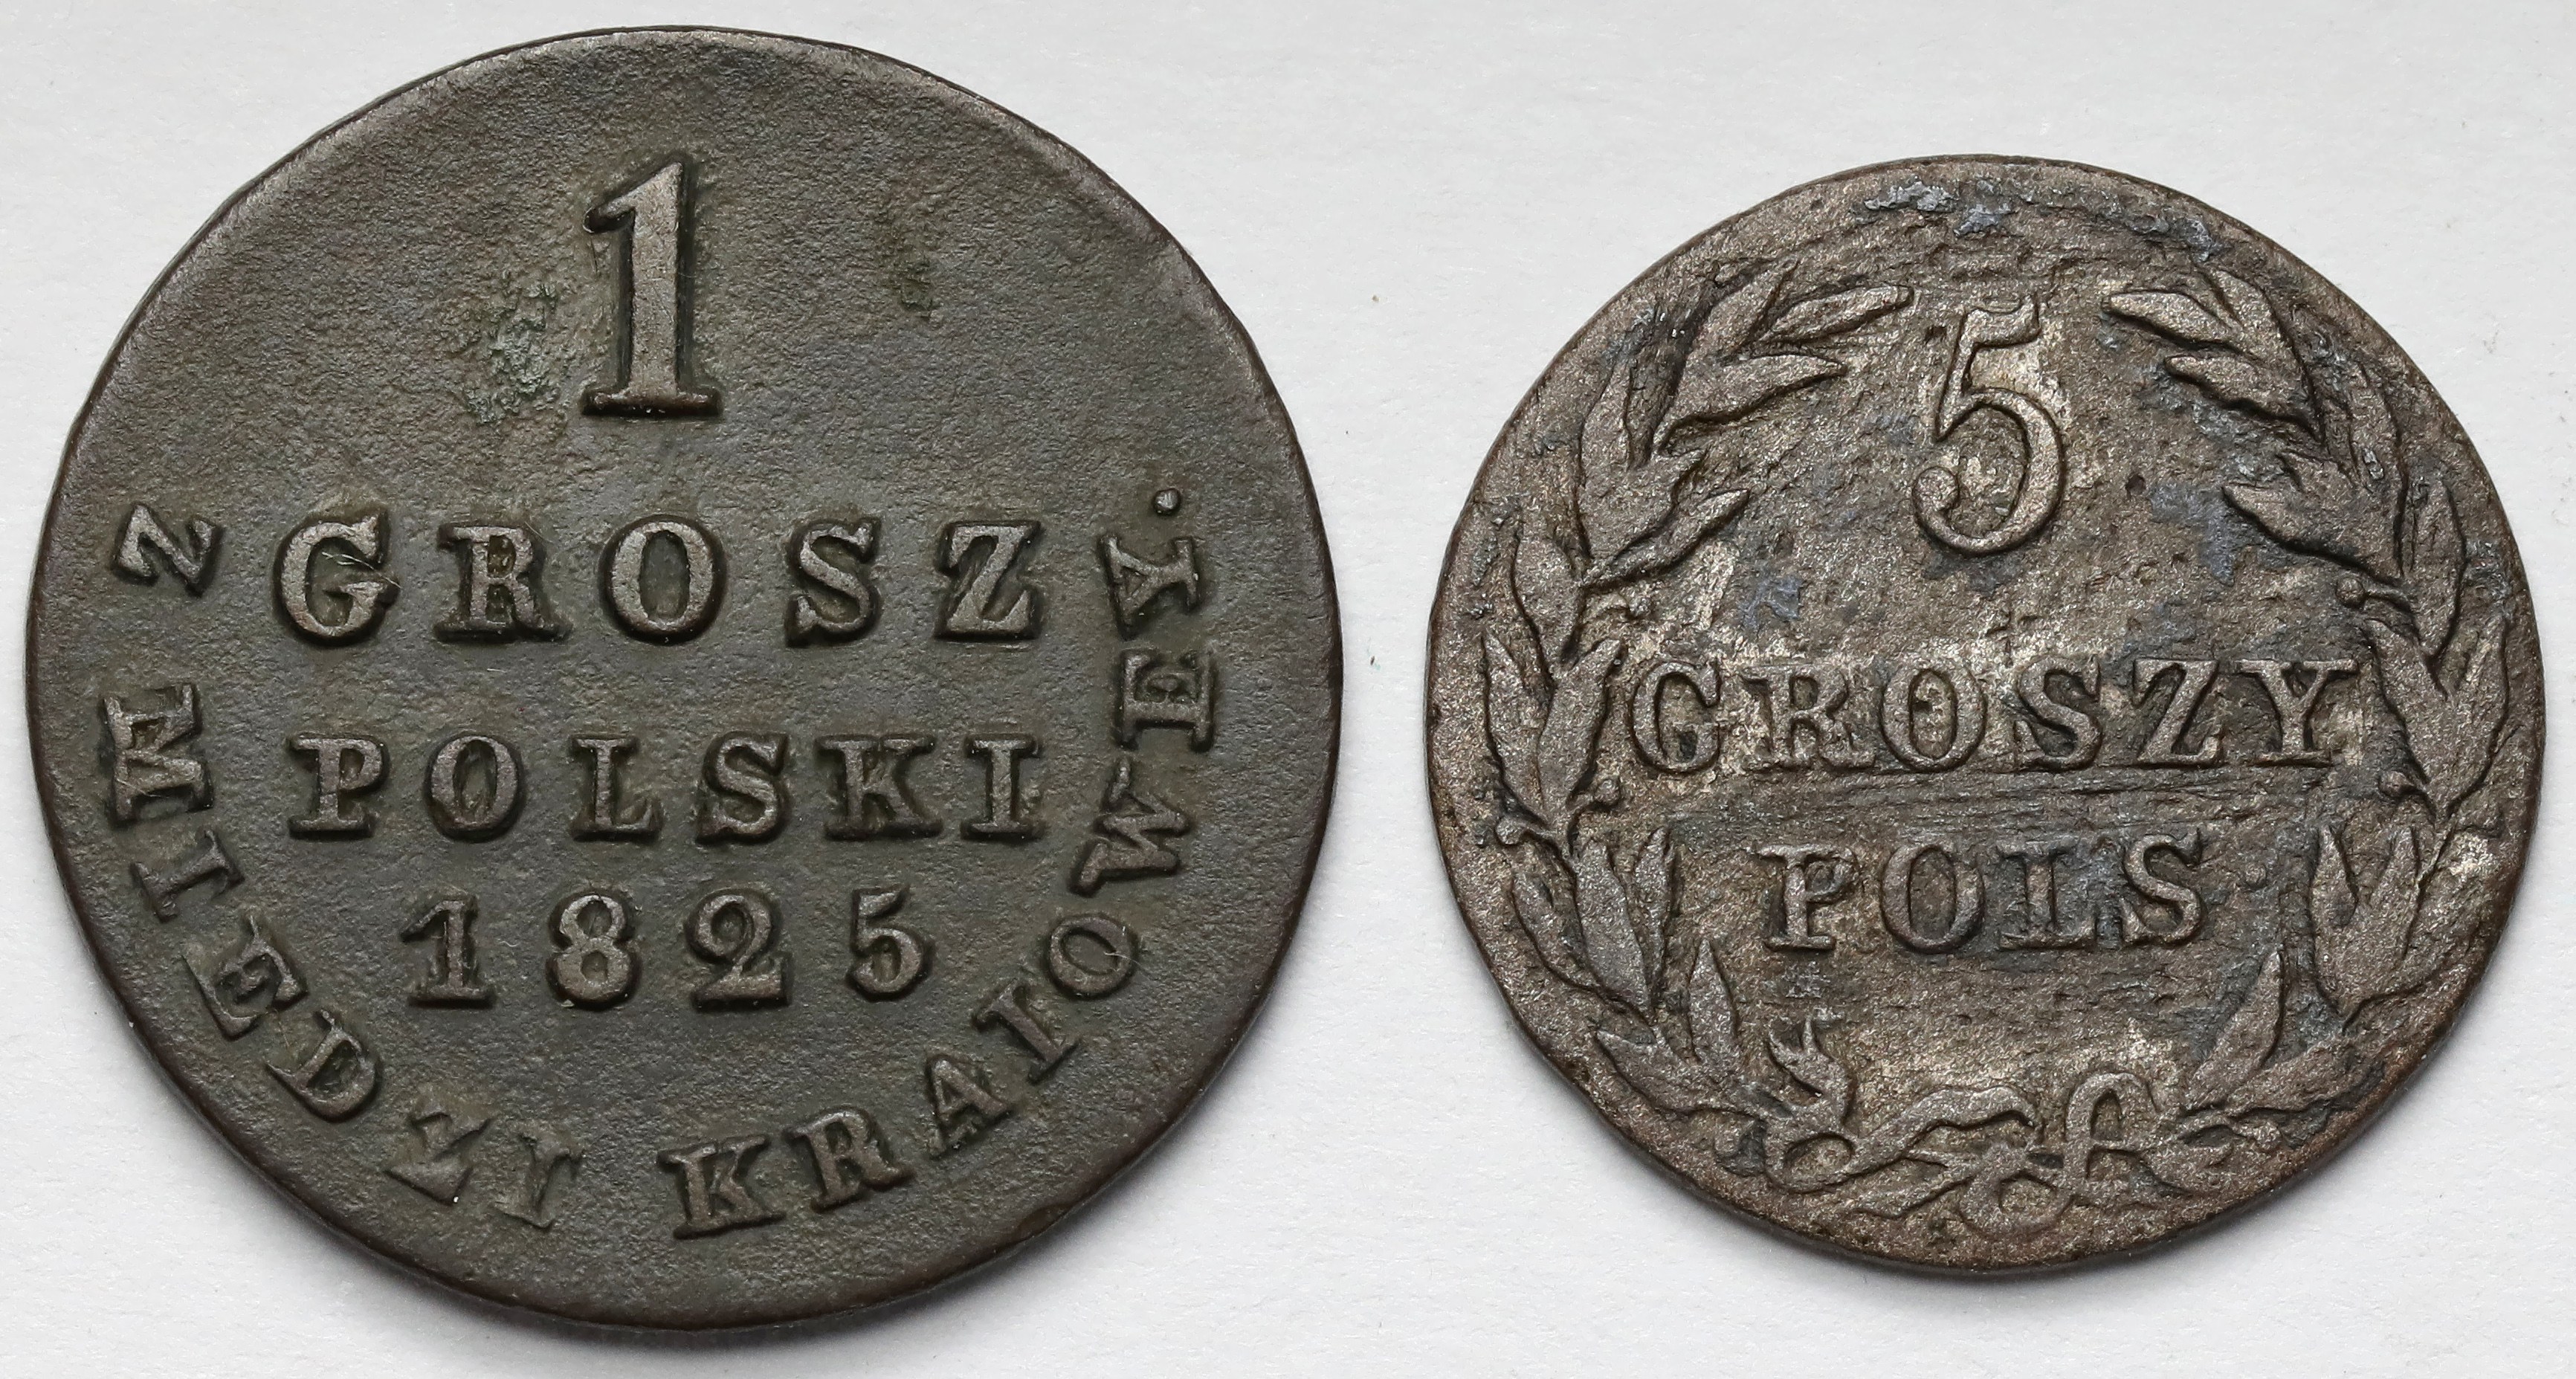 1
GROSZ
POLSKI
1825
Z MIEDZI KRAIOWEY.
5
GROSZY
POLS